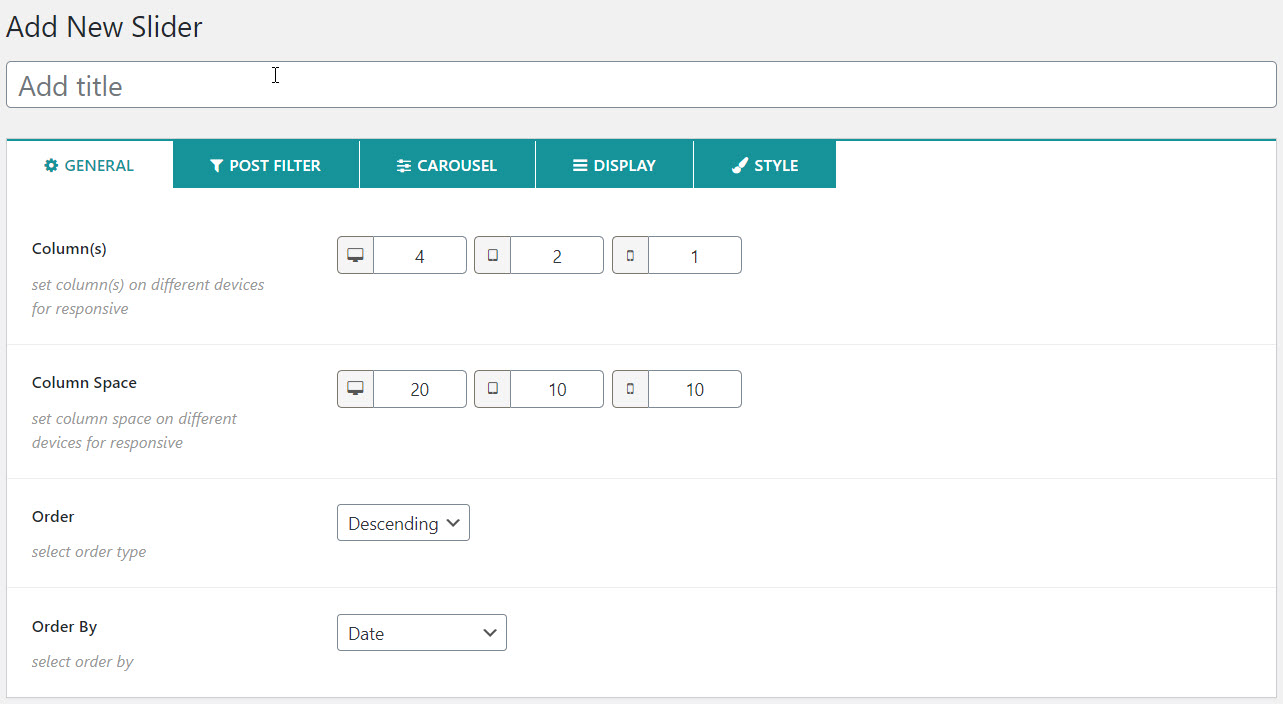 Add New Slider
Add title
GENERAL POST FILTER CAROUSEL DISPLAY STYLE
Column(s)
4 2 1
set column(s) on different devices
for responsive
Column Space
20 10 10
set column space on different
devices for responsive
Order
Descending
select order type
Order By
Date
select order by